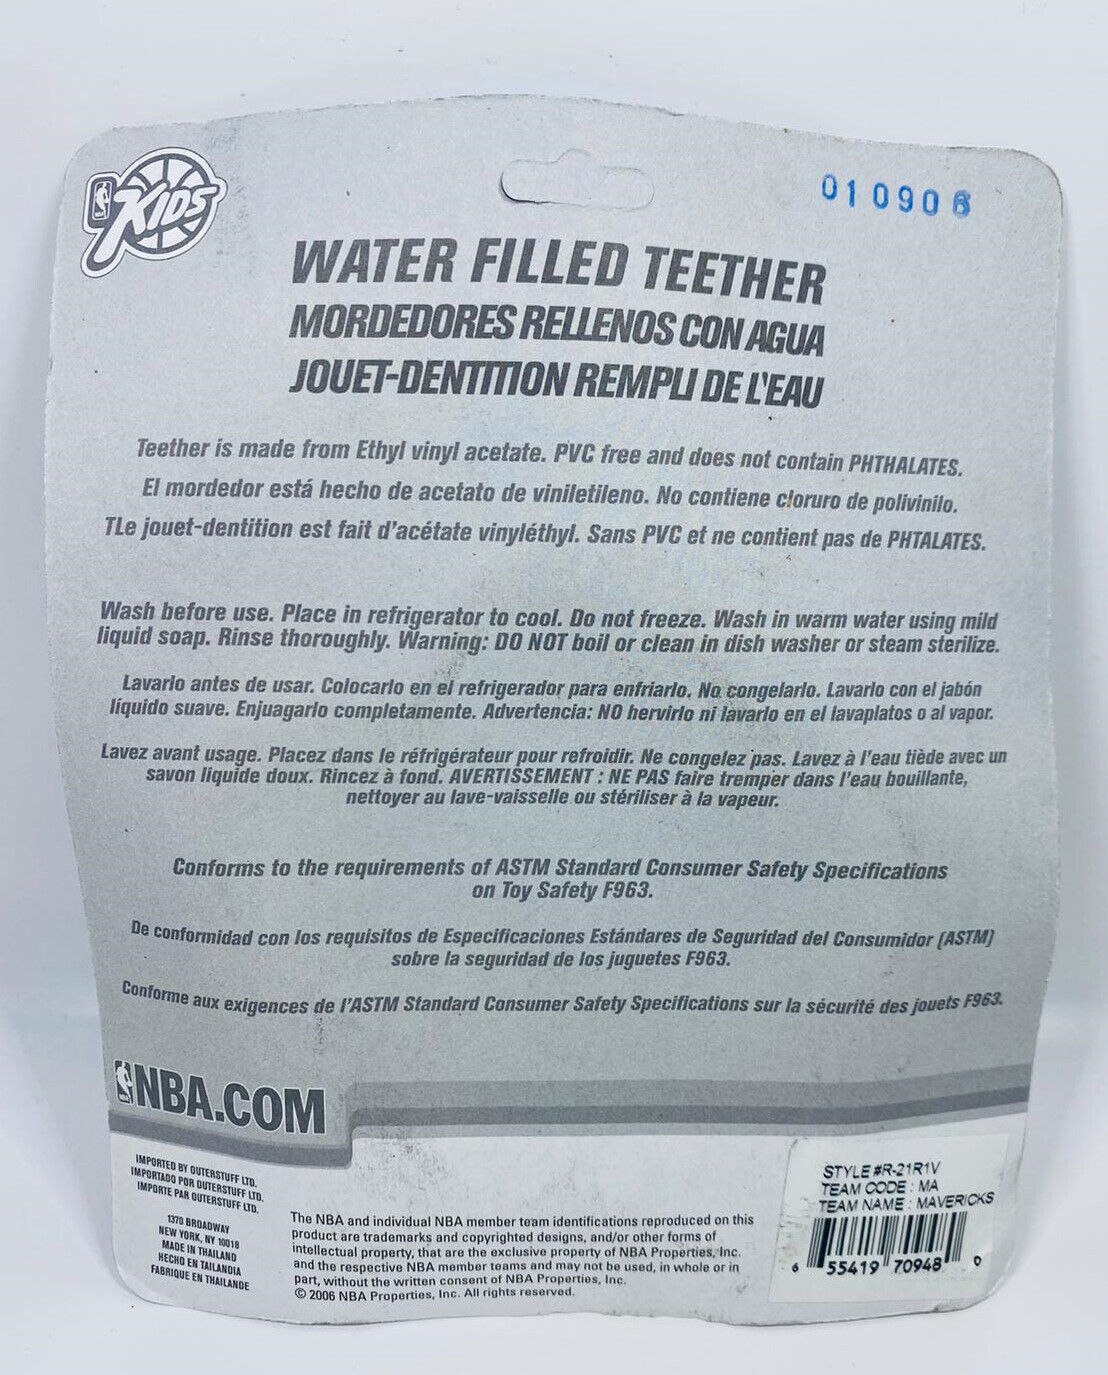 NBA KIDS
010906
WATER FILLED TEETHER
MORDEDORES RELLENOS CON AGUA
JOUET-DENTITION REMPLI DE L'EAU
Teether is made from Ethyl vinyl acetate. PVC free and does not contain PHTHALATES.
El mordedor está hecho de acetato de viniletileno. No contiene cloruro de polivinilo.
TLe jouet-dentition est fait d'acétate vinyléthyl. Sans PVC et ne contient pas de PHTALATES.
Wash before use. Place in refrigerator to cool. Do not freeze. Wash in warm water using mild
liquid soap. Rinse thoroughly. Warning: DO NOT boil or clean in dish washer or steam sterilize.
Lavarlo antes de usar. Colocarlo en el refrigerador para enfriarlo. No congelarlo. Lavarlo con el jabón
líquido suave. Enjuagarlo completamente. Advertencia: NO hervirlo ni lavarlo en el lavaplatos o al vapor.
Lavez avant usage. Placez dans le réfrigérateur pour refroidir. Ne congelez pas. Lavez à l'eau tiède avec un
savon liquide doux. Rincez à fond. AVERTISSEMENT : NE PAS faire tremper dans l'eau bouillante,
nettoyer au lave-vaisselle ou stériliser à la vapeur.
Conforms to the requirements of ASTM Standard Consumer Safety Specifications
on Toy Safety F963.
De conformidad con los requisitos de Especificaciones Estándares de Seguridad del Consumidor (ASTM)
sobre la seguridad de los juguetes F963.
Conforme aux exigences de l'ASTM Standard Consumer Safety Specifications sur la sécurité des jouets F963.
NBA.COM
IMPORTED BY OUTERSTUFF LTD.
IMPORTADO POR OUTERSTUFF LTD.
IMPORTE PAR OUTERSTUFF LTD.
1370 BROADWAY
NEW YORK, NY 10018
MADE IN THAILAND
HECHO EN TAILANDIA
FABRIQUE EN THAILANDE
The NBA and individual NBA member team identifications reproduced on this
product are trademarks and copyrighted designs, and/or other forms of
intellectual property, that are the exclusive property of NBA Properties, Inc.
and the respective NBA member teams and may not be used, in whole or in
part, without the written consent of NBA Properties, Inc.
© 2006 NBA Properties, Inc. All rights reserved.
STYLE #R-21R1V
TEAM CODE : MA
TEAM NAME : MAVERICKS
6 55419 70948 0